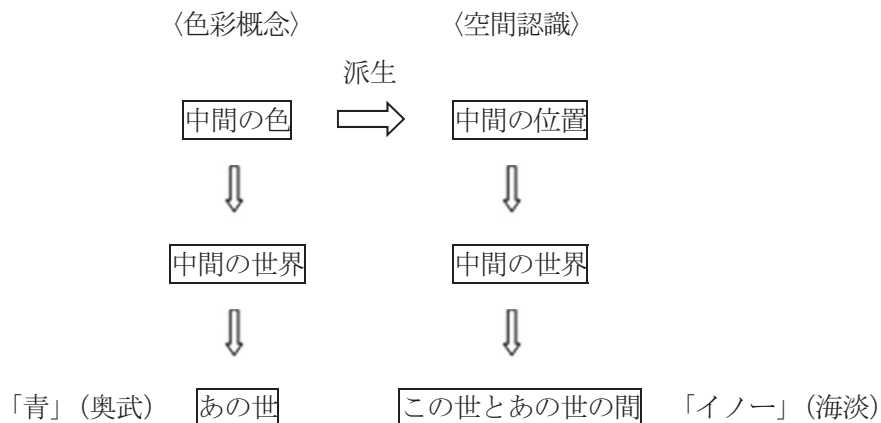 〈色彩概念〉 〈空間認識〉
派生
中間の色 中間の位置
中間の世界 中間の世界
「青」(奥武) あの世 この世とあの世の間 「イノー」(海淡)